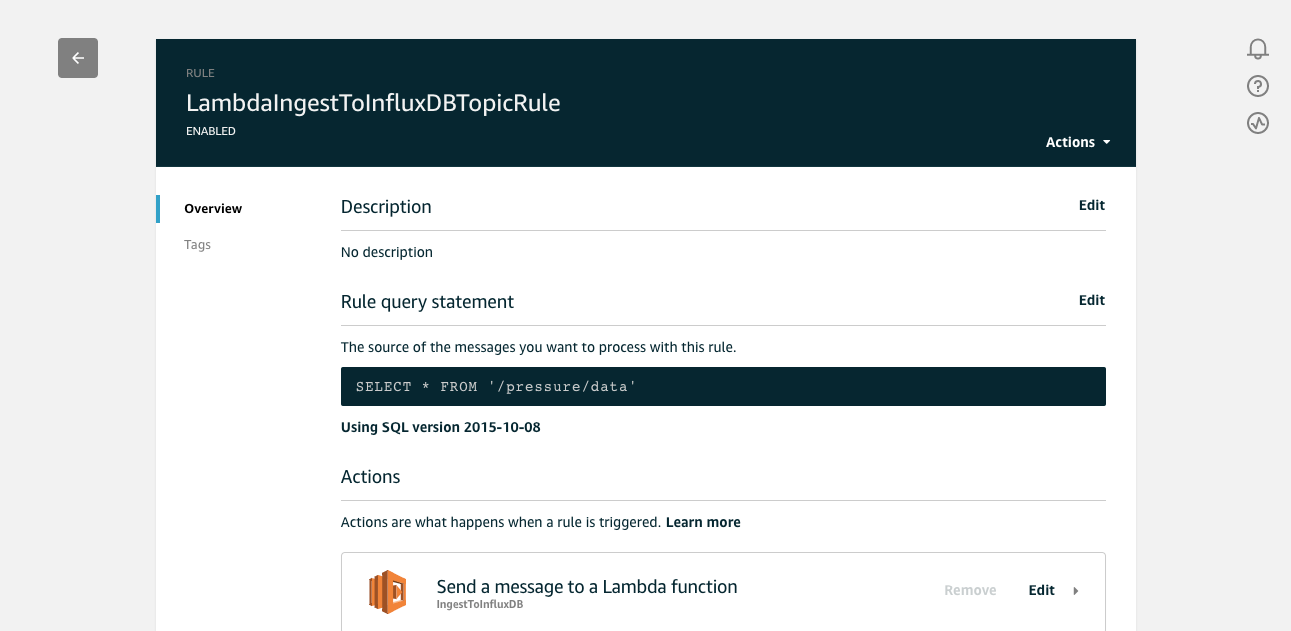 RULE
LambdaIngestToInfluxDBTopicRule
ENABLED
Actions
Overview
Tags
Description
Edit
No description
Rule query statement
Edit
The source of the messages you want to process with this rule.
SELECT * FROM '/pressure/data'
Using SQL version 2015-10-08
Actions
Actions are what happens when a rule is triggered. Learn more
Send a message to a Lambda function
IngestToInfluxDB
Remove
Edit